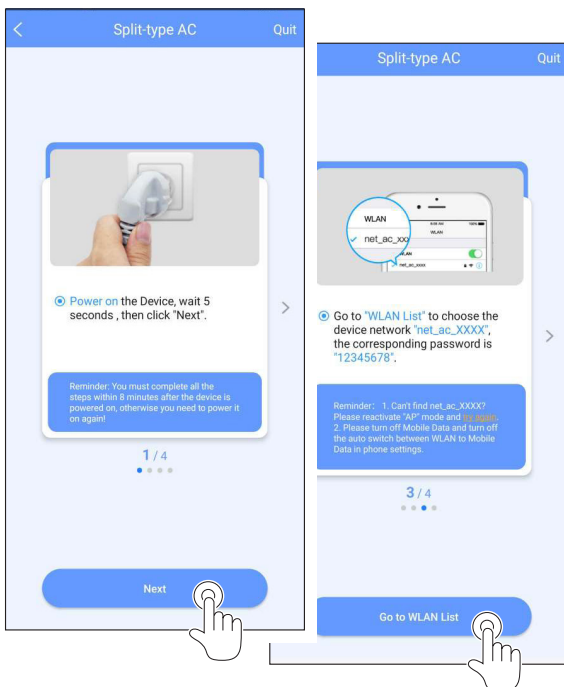 Split-type AC
Quit
Power on the Device, wait 5
seconds , then click "Next".
Reminder: You must complete all the
steps within 8 minutes after the device is
powered on, otherwise you need to power it
on again!
1 / 4
Next
Split-type AC
Quit
WLAN
net_ac_xxx
WLAN
WLAN
net_ac_xxxx
Go to "WLAN List" to choose the
device network "net_ac_XXXX",
the corresponding password is
"12345678".
Reminder: 1. Can't find net_ac_XXXX?
Please reactivate "AP" mode and try again.
2. Please turn off Mobile Data and turn off
the auto switch between WLAN to Mobile
Data in phone settings.
3 / 4
Go to WLAN List